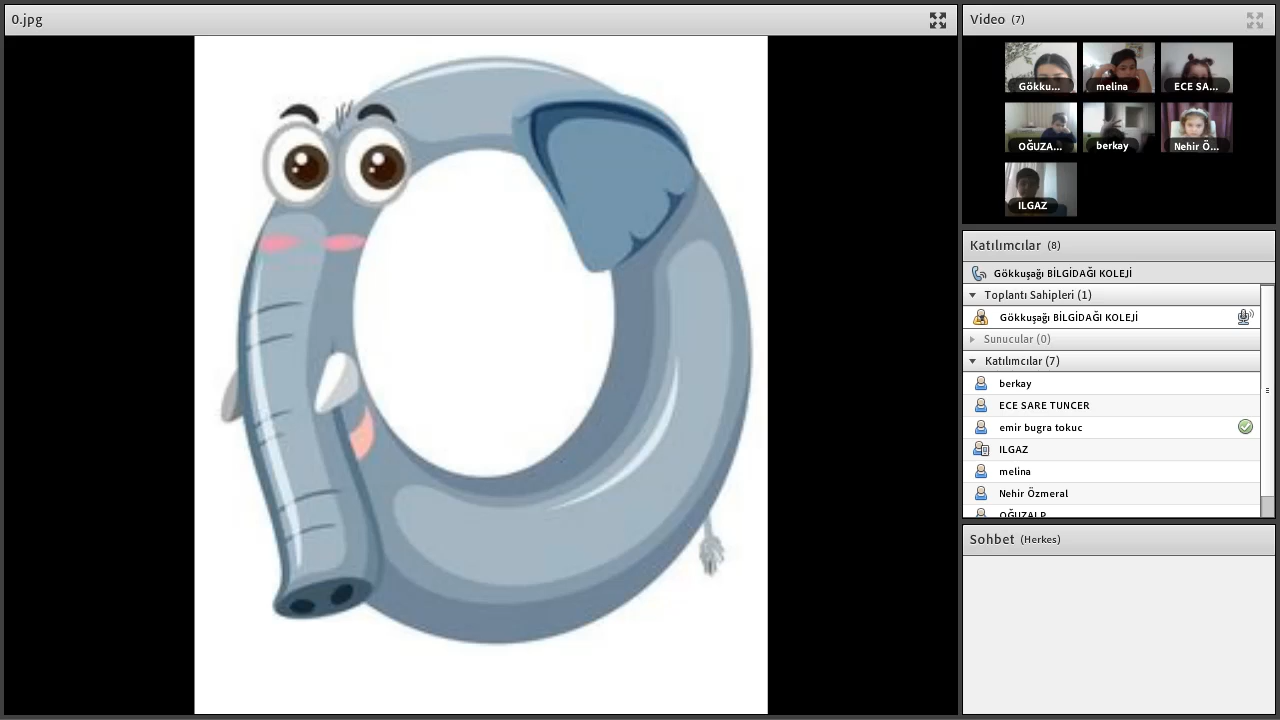 0.jpg
Video (7)
Gökku...
melina
ECE SA...
OĞUZA...
berkay
Nehir Ö...
ILGAZ
Katılımcılar (8)
Gökkuşağı BİLGİDAĞI KOLEJİ
Toplantı Sahipleri (1)
Gökkuşağı BİLGİDAĞI KOLEJİ
Sunucular (0)
Katılımcılar (7)
berkay
ECE SARE TUNCER
emir bugra tokuc
ILGAZ
melina
Nehir Özmeral
OĞUZALP
Sohbet (Herkes)